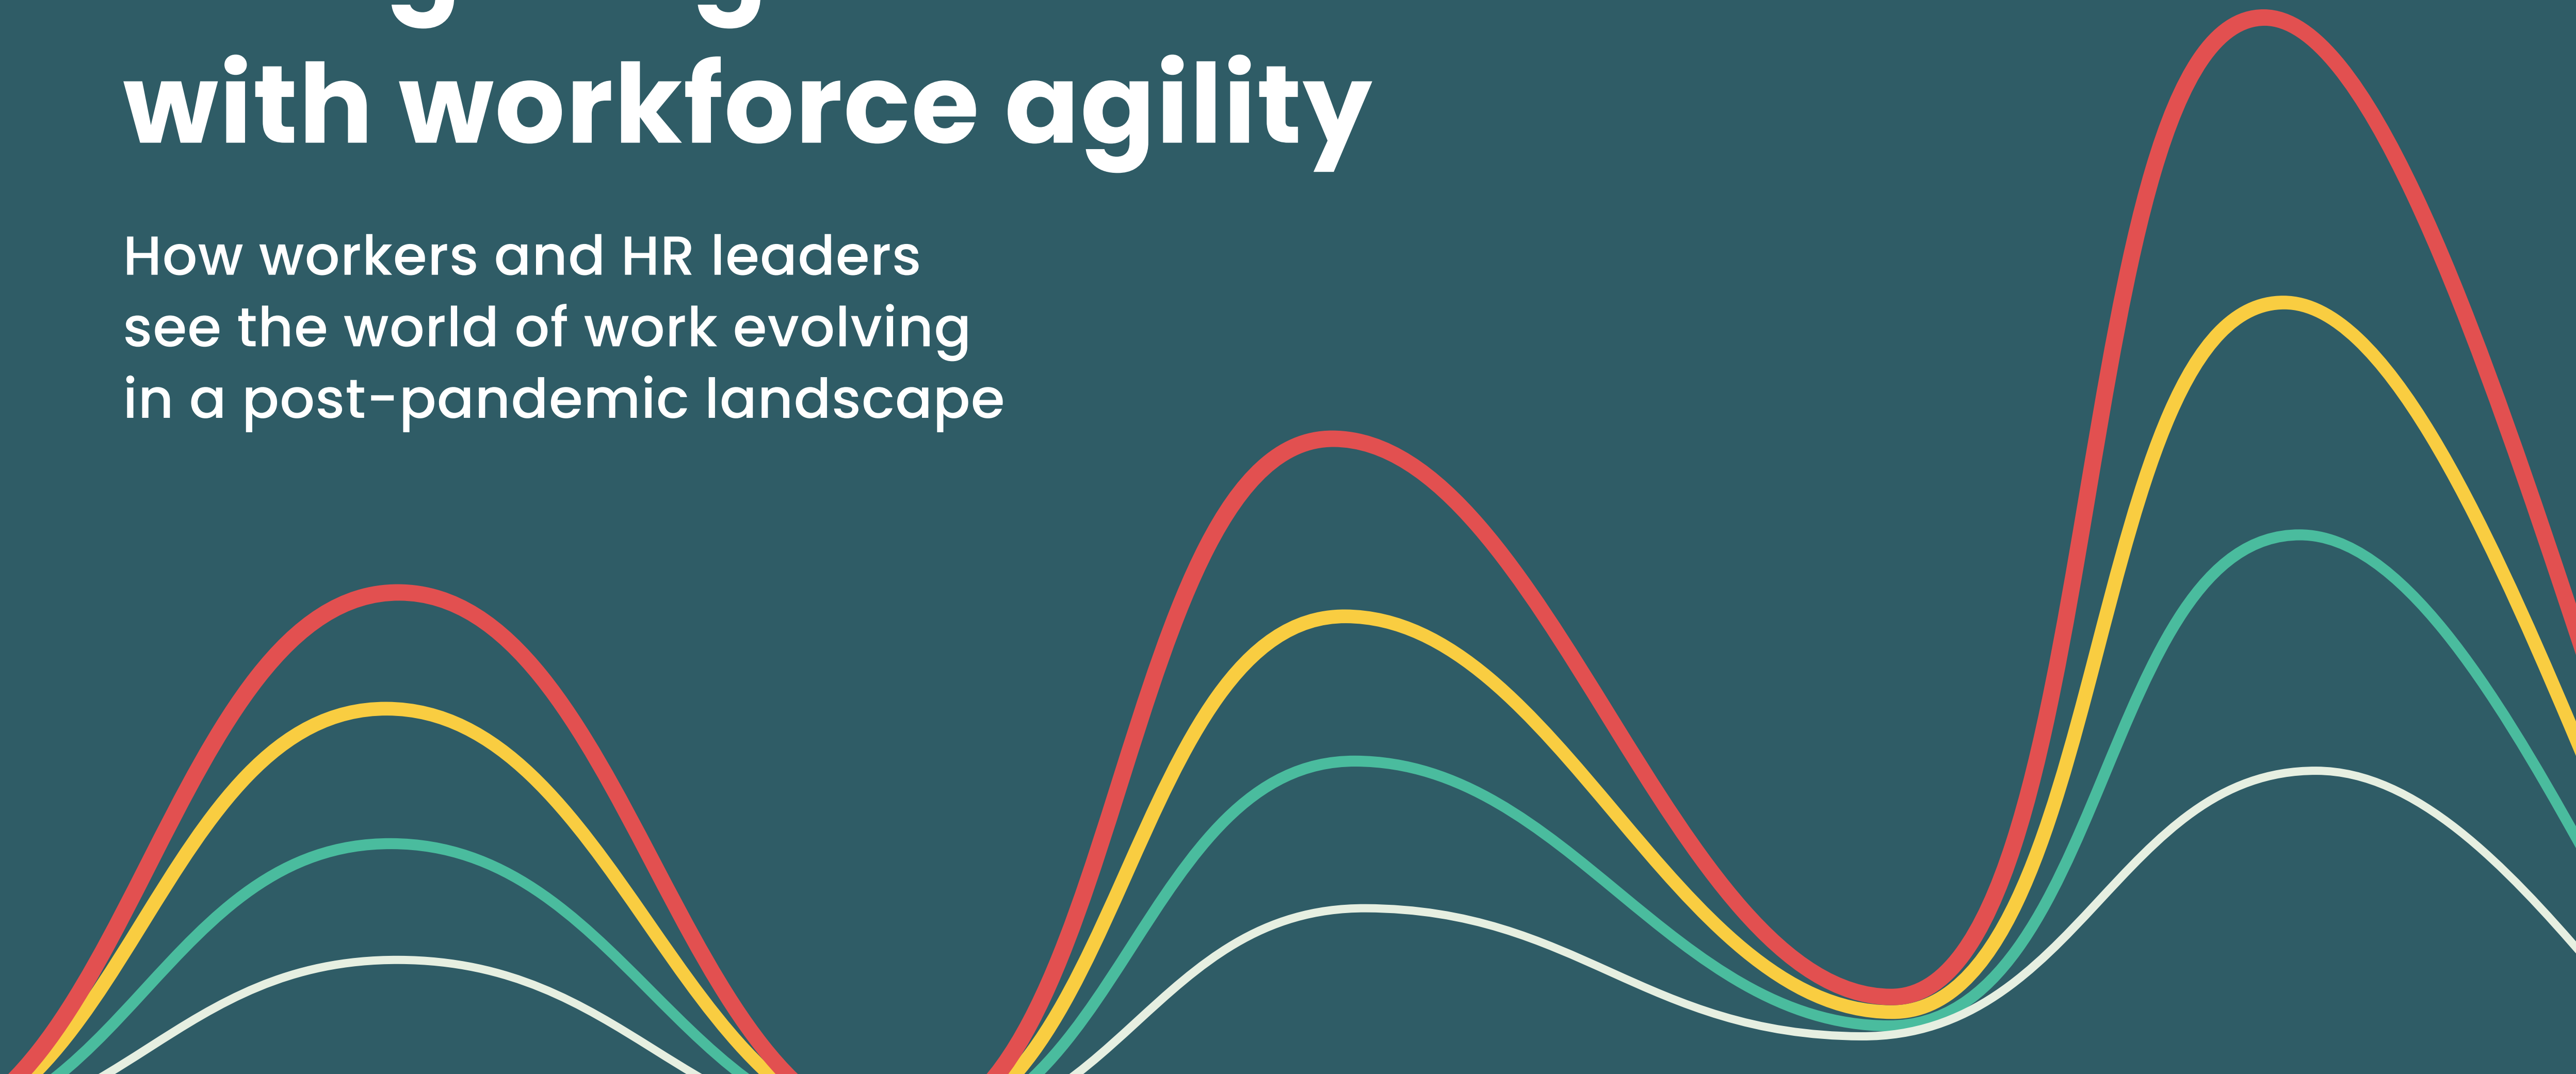 with workforce agility
How workers and HR leaders
see the world of work evolving
in a post-pandemic landscape